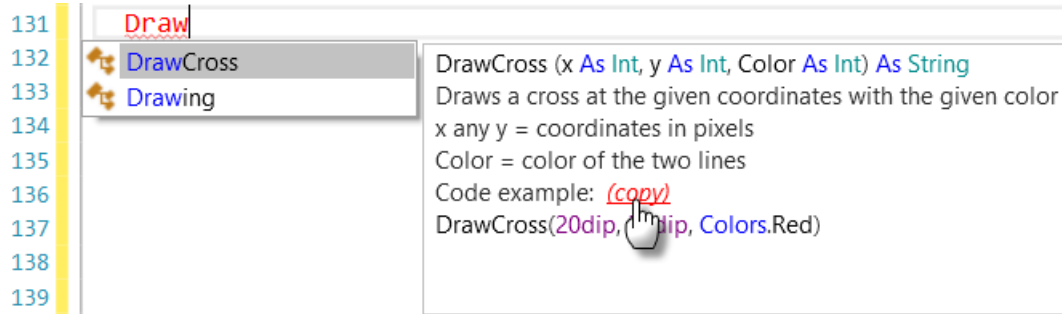 131 Draw
132 DrawCross
133 Drawing
134
135
136
137
138
139
DrawCross (x As Int, y As Int, Color As Int) As String
Draws a cross at the given coordinates with the given color
x any y = coordinates in pixels
Color = color of the two lines
Code example: (copy)
DrawCross(20dip, dip, Colors.Red)